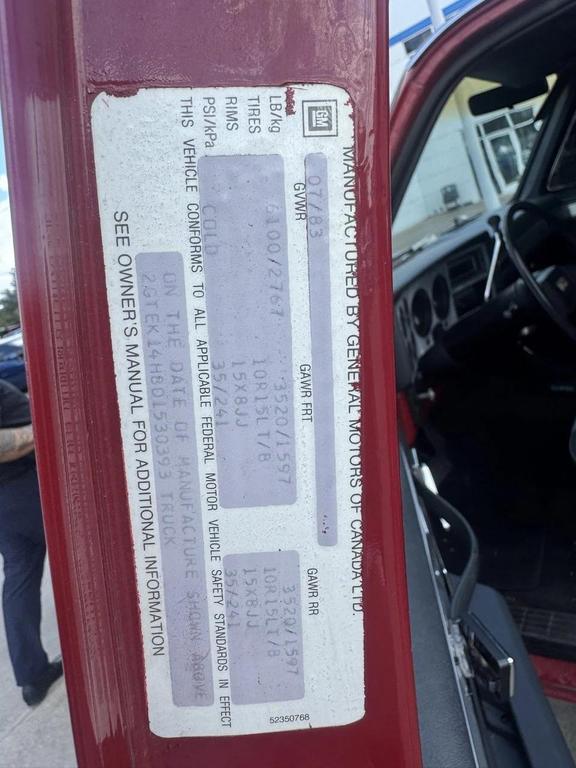 GM
MANUFACTURED BY GENERAL MOTORS OF CANADA LTD.
07/83
GVWR GAWR FRT GAWR RR
LB/kg 6100/2767 3520/1597 3520/1597
TIRES 10R15LT/B 10R15LT/B
RIMS 15X8JJ 15X8JJ
PSI/kPa COLD 35/241 35/241
THIS VEHICLE CONFORMS TO ALL APPLICABLE FEDERAL MOTOR VEHICLE SAFETY STANDARDS IN EFFECT
ON THE DATE OF MANUFACTURE SHOWN ABOVE
2GTEK14H8D1530393 TRUCK
SEE OWNER'S MANUAL FOR ADDITIONAL INFORMATION
52350768